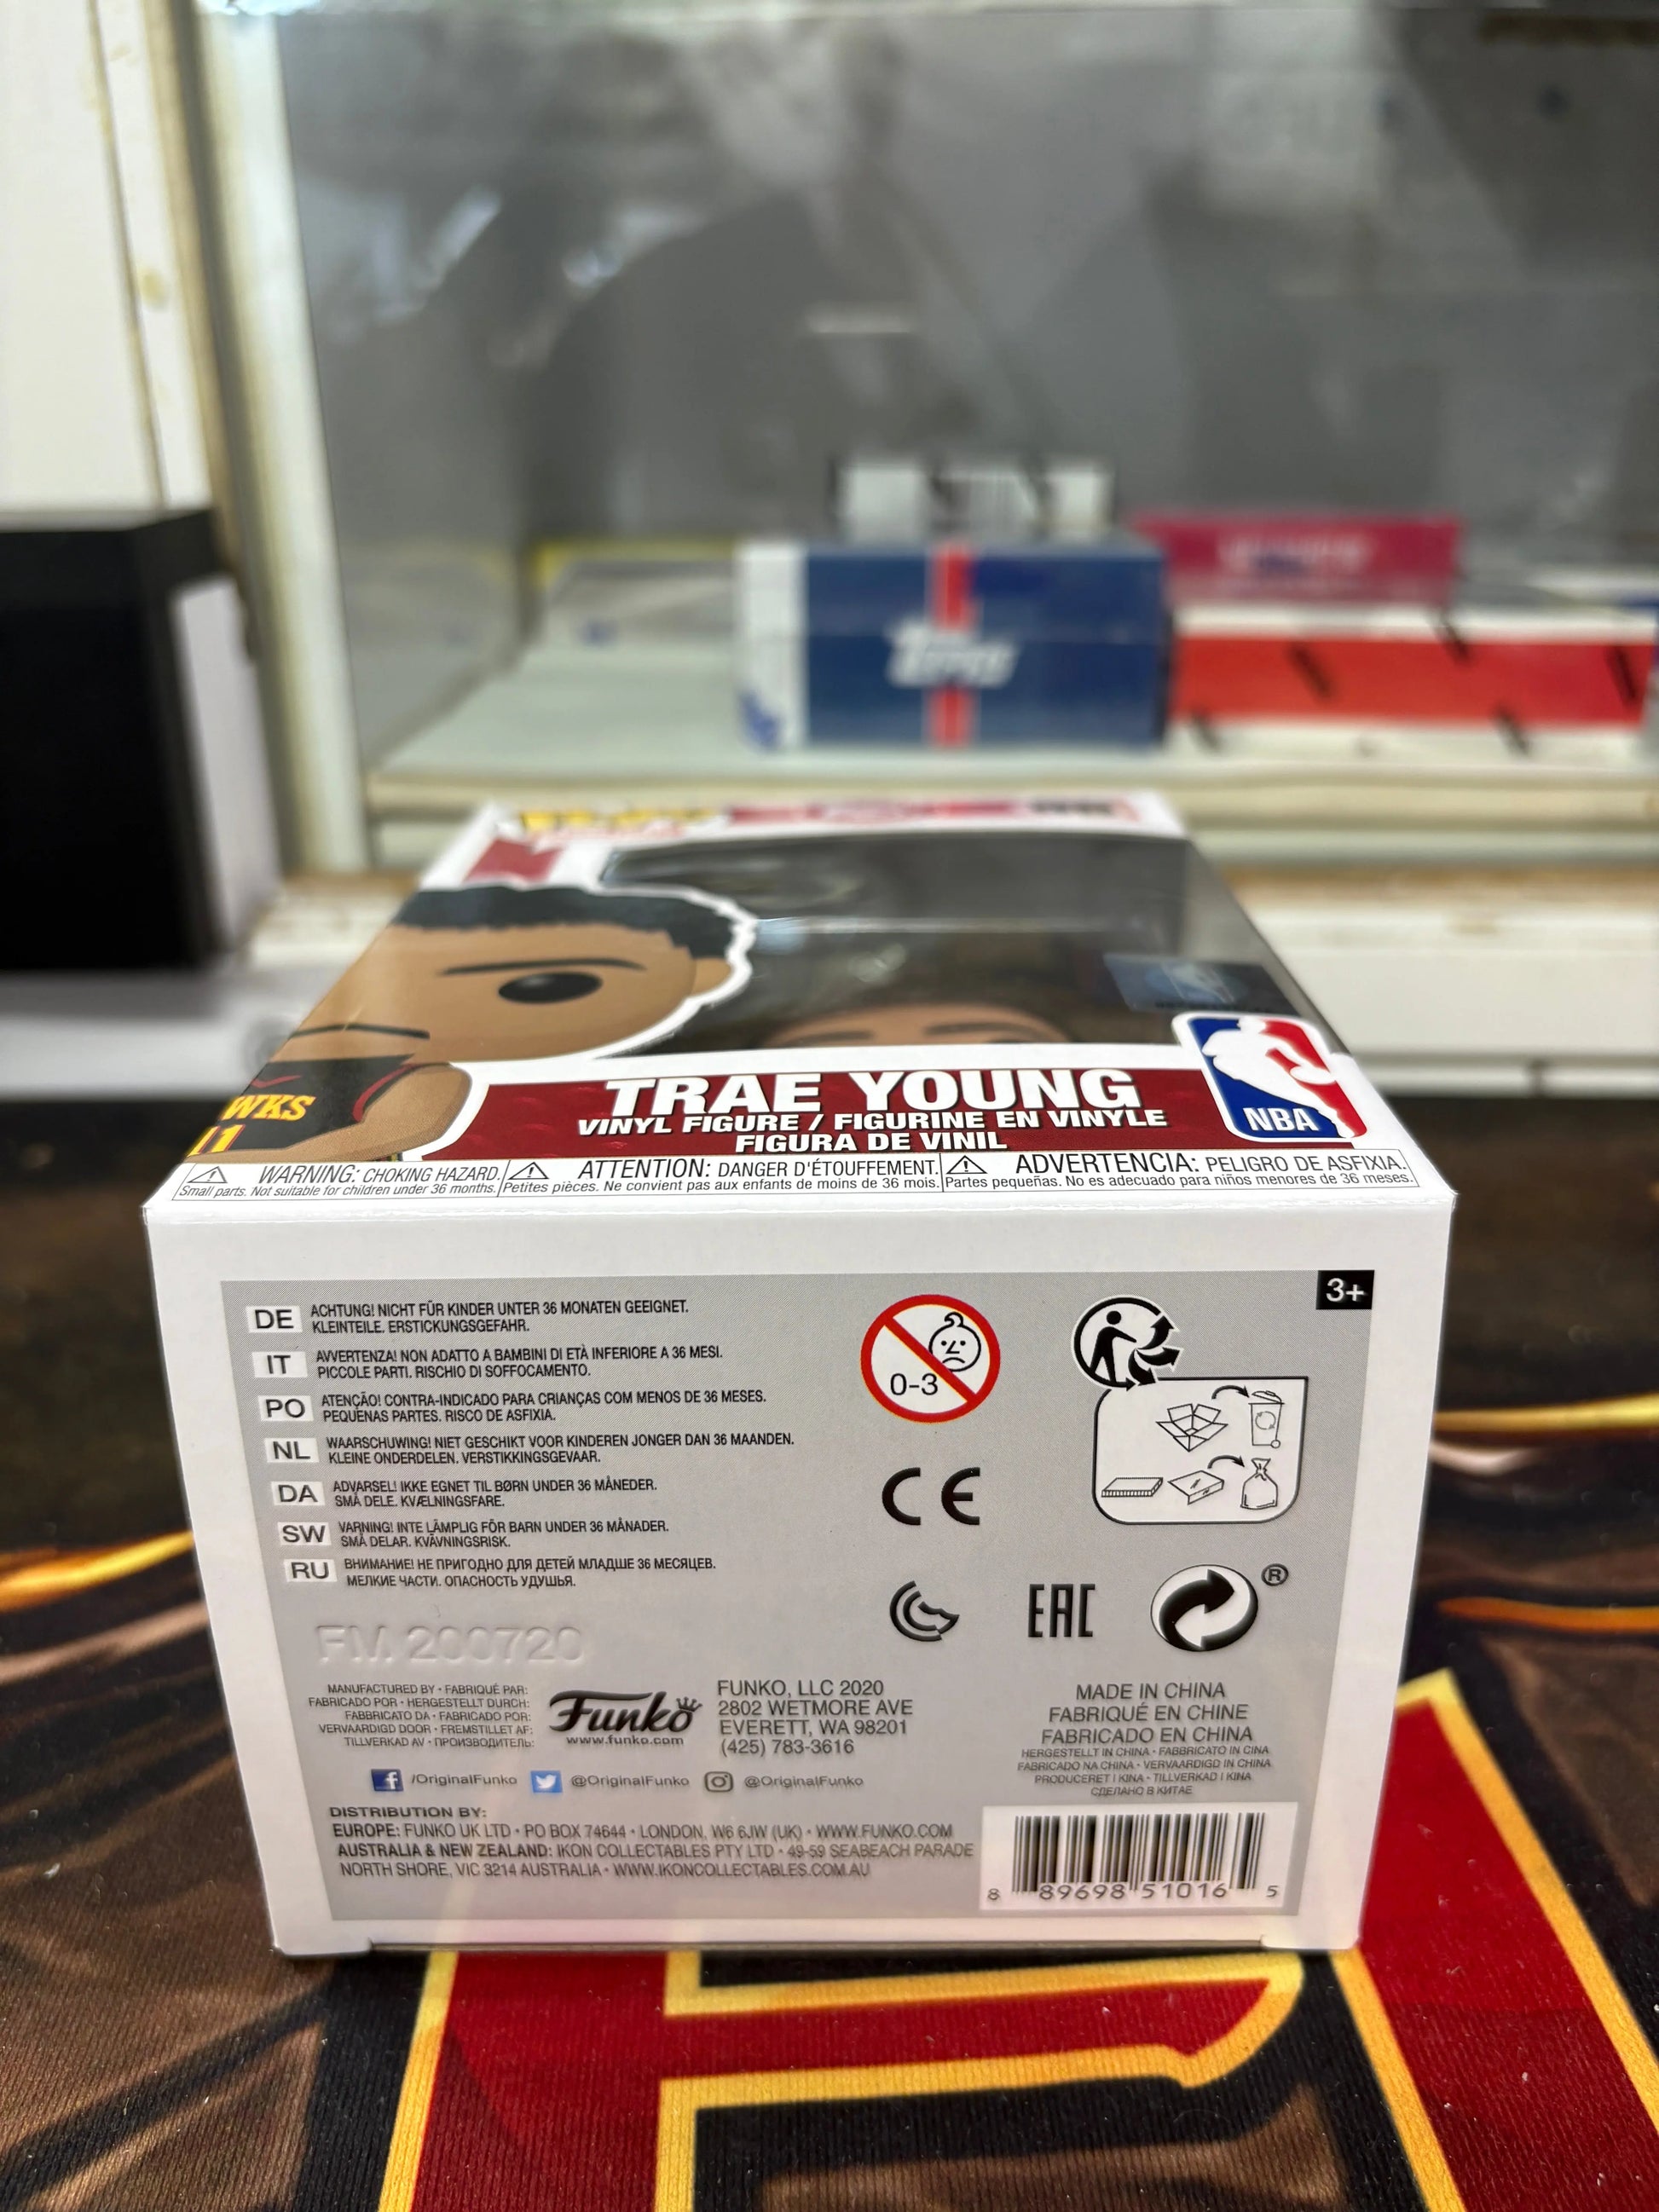 Topps
WKS
11
TRAE YOUNG
VINYL FIGURE / FIGURINE EN VINYLE
FIGURA DE VINIL
NBA
WARNING: CHOKING HAZARD.
Small parts. Not suitable for children under 36 months.
ATTENTION: DANGER D'ÉTOUFFEMENT.
Petites pièces. Ne convient pas aux enfants de moins de 36 mois.
ADVERTENCIA: PELIGRO DE ASFIXIA.
Partes pequeñas. No es adecuado para niños menores de 36 meses.
3+
DE ACHTUNG! NICHT FÜR KINDER UNTER 36 MONATEN GEEIGNET.
KLEINTEILE. ERSTICKUNGSGEFAHR.
IT AVVERTENZA! NON ADATTO A BAMBINI DI ETÀ INFERIORE A 36 MESI.
PICCOLE PARTI. RISCHIO DI SOFFOCAMENTO.
PO ATENÇÃO! CONTRA-INDICADO PARA CRIANÇAS COM MENOS DE 36 MESES.
PEQUENAS PARTES. RISCO DE ASFIXIA.
NL WAARSCHUWING! NIET GESCHIKT VOOR KINDEREN JONGER DAN 36 MAANDEN.
KLEINE ONDERDELEN. VERSTIKKINGSGEVAAR.
DA ADVARSEL! IKKE EGNET TIL BØRN UNDER 36 MÅNEDER.
SMÅ DELE. KVÆLNINGSFARE.
SW VARNING! INTE LÄMPLIG FÖR BARN UNDER 36 MÅNADER.
SMÅ DELAR. KVÄVNINGSRISK.
RU ВНИМАНИЕ! НЕ ПРИГОДНО ДЛЯ ДЕТЕЙ МЛАДШЕ 36 МЕСЯЦЕВ.
МЕЛКИЕ ЧАСТИ. ОПАСНОСТЬ УДУШЬЯ.
0-3
CE
EAC
®
FM 200720
MANUFACTURED BY • FABRIQUÉ PAR:
FABRICADO POR • HERGESTELLT DURCH:
FABBRICATO DA • FABRICADO POR:
VERVAARDIGD DOOR • FREMSTILLET AF:
TILLVERKAD AV • ПРОИЗВОДИТЕЛЬ:
Funko
www.funko.com
FUNKO, LLC 2020
2802 WETMORE AVE
EVERETT, WA 98201
(425) 783-3616
MADE IN CHINA
FABRIQUÉ EN CHINE
FABRICADO EN CHINA
HERGESTELLT IN CHINA • FABBRICATO IN CINA
FABRICADO NA CHINA • VERVAARDIGD IN CHINA
PRODUCERET I KINA • TILLVERKAD I KINA
СДЕЛАНО В КИТАЕ
f /OriginalFunko @OriginalFunko @OriginalFunko
DISTRIBUTION BY:
EUROPE: FUNKO UK LTD • PO BOX 74644 • LONDON, W6 6JW (UK) • WWW.FUNKO.COM
AUSTRALIA & NEW ZEALAND: IKON COLLECTABLES PTY LTD • 49-59 SEABEACH PARADE
NORTH SHORE, VIC 3214 AUSTRALIA • WWW.IKONCOLLECTABLES.COM.AU
8 89698 51016 5